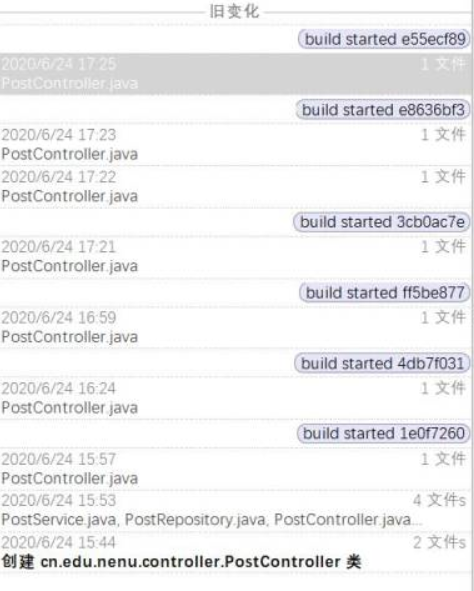 旧变化
build started e55ecf89
2020/6/24 17:25 1 文件
PostController.java
build started e8636bf3
2020/6/24 17:23 1 文件
PostController.java
2020/6/24 17:22 1 文件
PostController.java
build started 3cb0ac7e
2020/6/24 17:21 1 文件
PostController.java
build started ff5be877
2020/6/24 16:59 1 文件
PostController.java
build started 4db7f031
2020/6/24 16:24 1 文件
PostController.java
build started 1e0f7260
2020/6/24 15:57 1 文件
PostController.java
2020/6/24 15:53 4 文件s
PostService.java, PostRepository.java, PostController.java...
2020/6/24 15:44 2 文件s
创建 cn.edu.nenu.controller.PostController 类